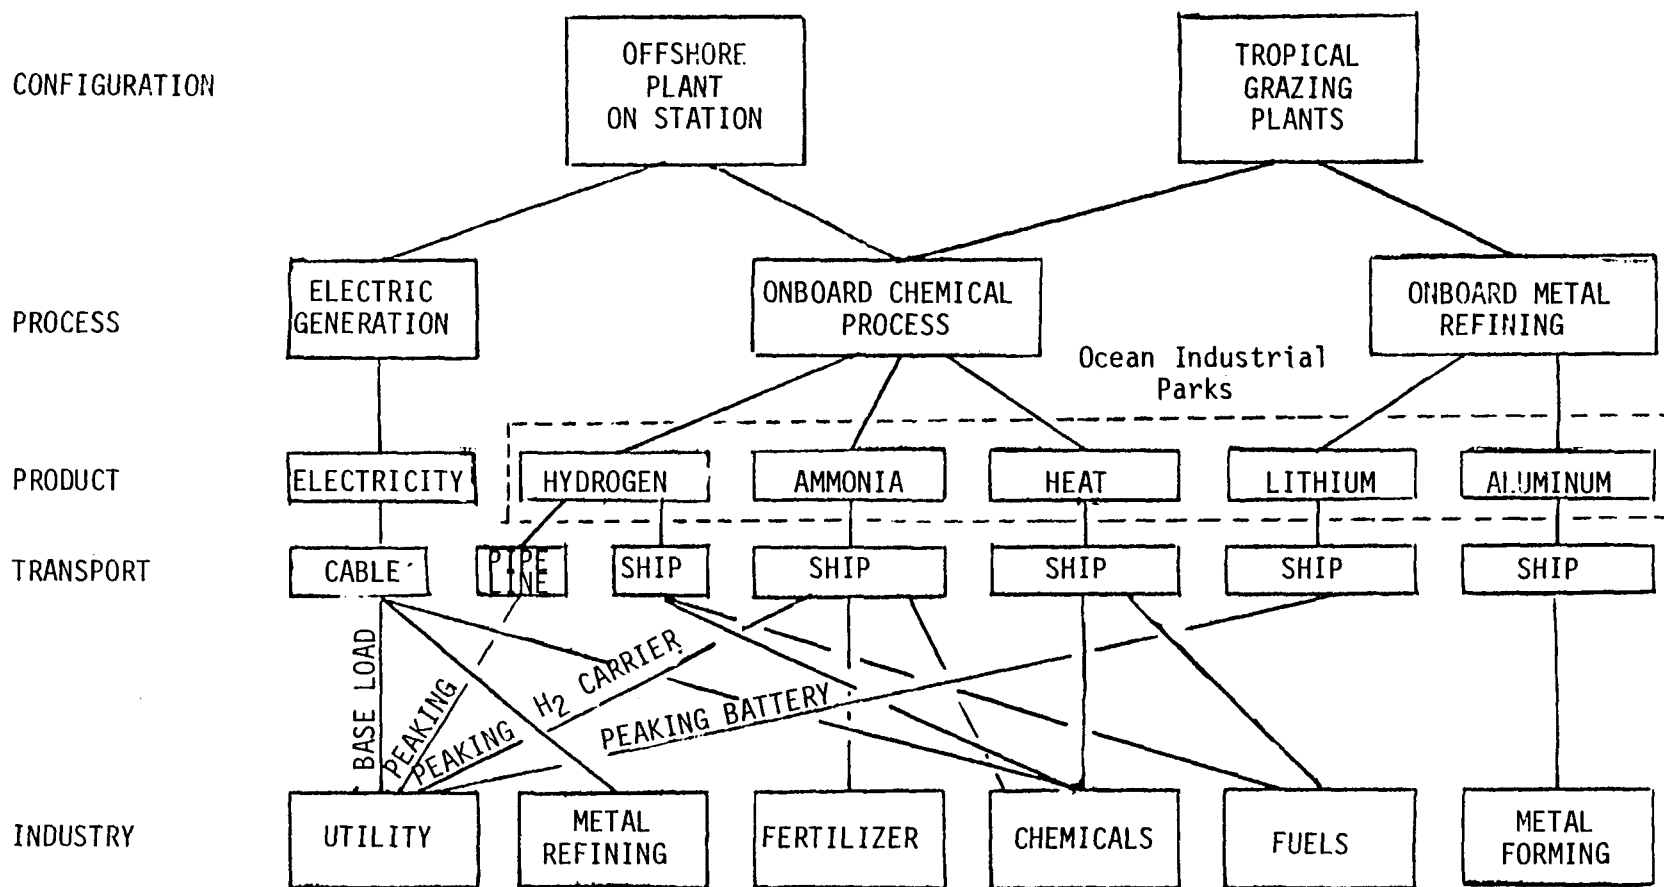 CONFIGURATION
OFFSHORE
PLANT
ON STATION
TROPICAL
GRAZING
PLANTS
PROCESS
ELECTRIC
GENERATION
ONBOARD CHEMICAL
PROCESS
ONBOARD METAL
REFINING
Ocean Industrial
Parks
PRODUCT
ELECTRICITY
HYDROGEN
AMMONIA
HEAT
LITHIUM
ALUMINUM
TRANSPORT
CABLE
PIPE
LINE
SHIP
SHIP
SHIP
SHIP
SHIP
BASE LOAD
PEAKING
PEAKING H2 CARRIER
PEAKING BATTERY
INDUSTRY
UTILITY
METAL
REFINING
FERTILIZER
CHEMICALS
FUELS
METAL
FORMING